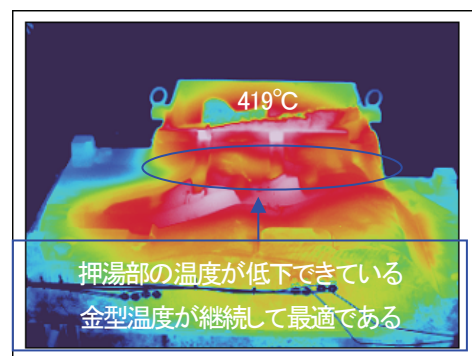 419℃
押湯部の温度が低下できている
金型温度が継続して最適である